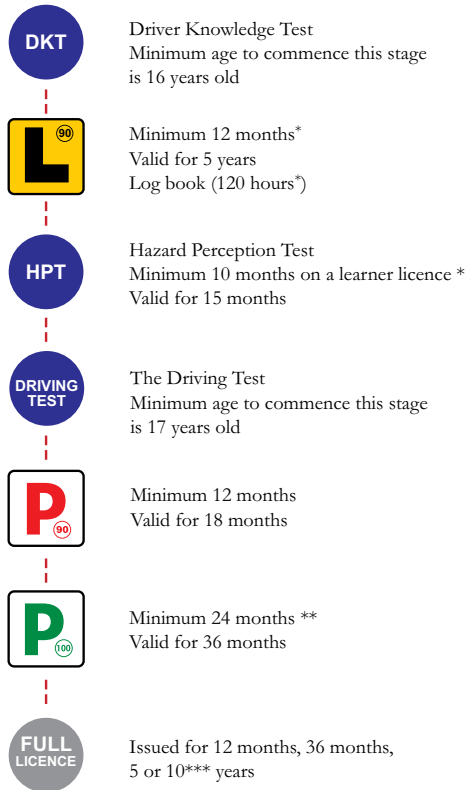 DKT
Driver Knowledge Test
Minimum age to commence this stage
is 16 years old
L
90
Minimum 12 months*
Valid for 5 years
Log book (120 hours*)
HPT
Hazard Perception Test
Minimum 10 months on a learner licence *
Valid for 15 months
DRIVING
TEST
The Driving Test
Minimum age to commence this stage
is 17 years old
P
90
Minimum 12 months
Valid for 18 months
P
100
Minimum 24 months **
Valid for 36 months
FULL
LICENCE
Issued for 12 months, 36 months,
5 or 10*** years